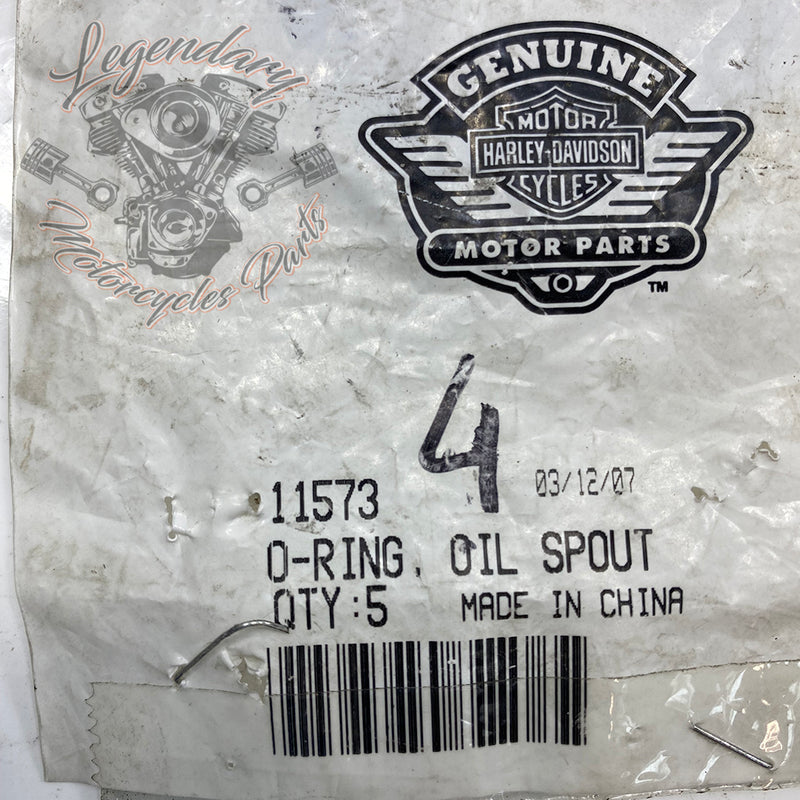 Legendary
Motorcycles Parts
GENUINE
MOTOR
HARLEY-DAVIDSON
CYCLES
MOTOR PARTS
TM
4
11573
03/12/07
O-RING, OIL SPOUT
QTY:5 MADE IN CHINA